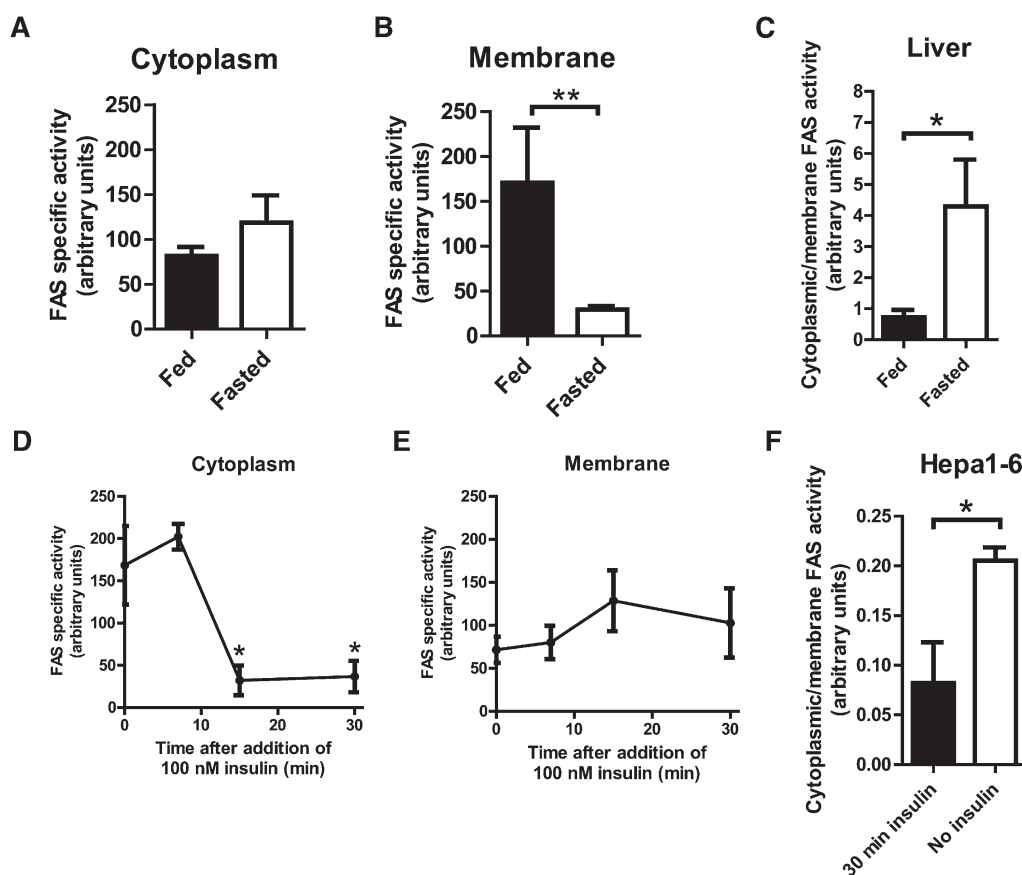 A
Cytoplasm
FAS specific activity
(arbitrary units)
250
200
150
100
50
0
Fed
Fasted
B
Membrane
**
FAS specific activity
(arbitrary units)
250
200
150
100
50
0
Fed
Fasted
C
Liver
*
Cytoplasmic/membrane FAS activity
(arbitrary units)
8
7
6
5
4
3
2
1
0
Fed
Fasted
D
Cytoplasm
FAS specific activity
(arbitrary units)
250
200
150
100
50
0
* *
0 10 20 30
Time after addition of
100 nM insulin (min)
E
Membrane
FAS specific activity
(arbitrary units)
250
200
150
100
50
0
0 10 20 30
Time after addition of
100 nM insulin (min)
F
Hepa1-6
*
Cytoplasmic/membrane FAS activity
(arbitrary units)
0.25
0.20
0.15
0.10
0.05
0.00
30 min insulin
No insulin